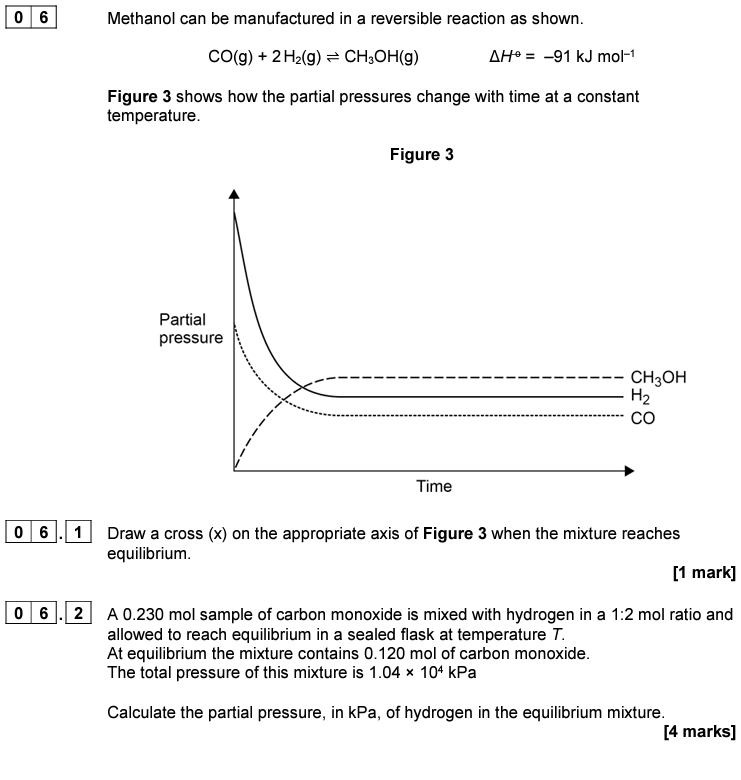 0 6 Methanol can be manufactured in a reversible reaction as shown.
CO(g) + 2 H₂(g) ⇌ CH₃OH(g) ΔH⦵ = –91 kJ mol⁻¹
Figure 3 shows how the partial pressures change with time at a constant
temperature.
Figure 3
Partial
pressure
CH₃OH
H₂
CO
Time
0 6 . 1 Draw a cross (x) on the appropriate axis of Figure 3 when the mixture reaches
equilibrium.
[1 mark]
0 6 . 2 A 0.230 mol sample of carbon monoxide is mixed with hydrogen in a 1:2 mol ratio and
allowed to reach equilibrium in a sealed flask at temperature T.
At equilibrium the mixture contains 0.120 mol of carbon monoxide.
The total pressure of this mixture is 1.04 × 10⁴ kPa
Calculate the partial pressure, in kPa, of hydrogen in the equilibrium mixture.
[4 marks]